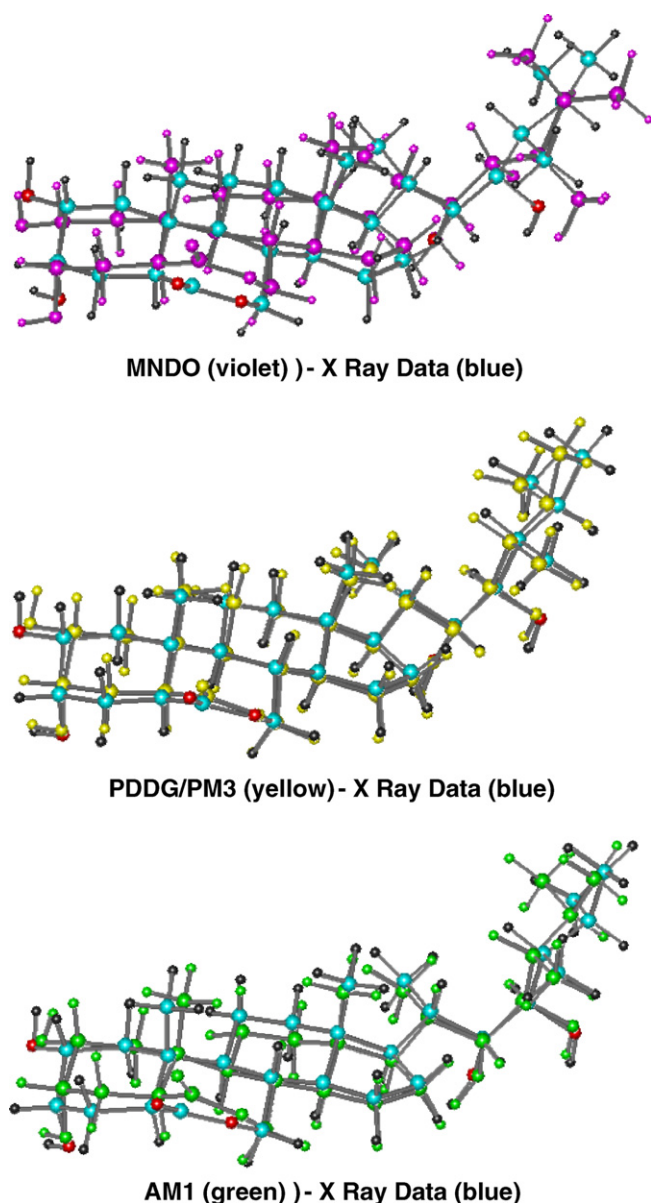 MNDO (violet) ) - X Ray Data (blue)
PDDG/PM3 (yellow) - X Ray Data (blue)
AM1 (green) ) - X Ray Data (blue)